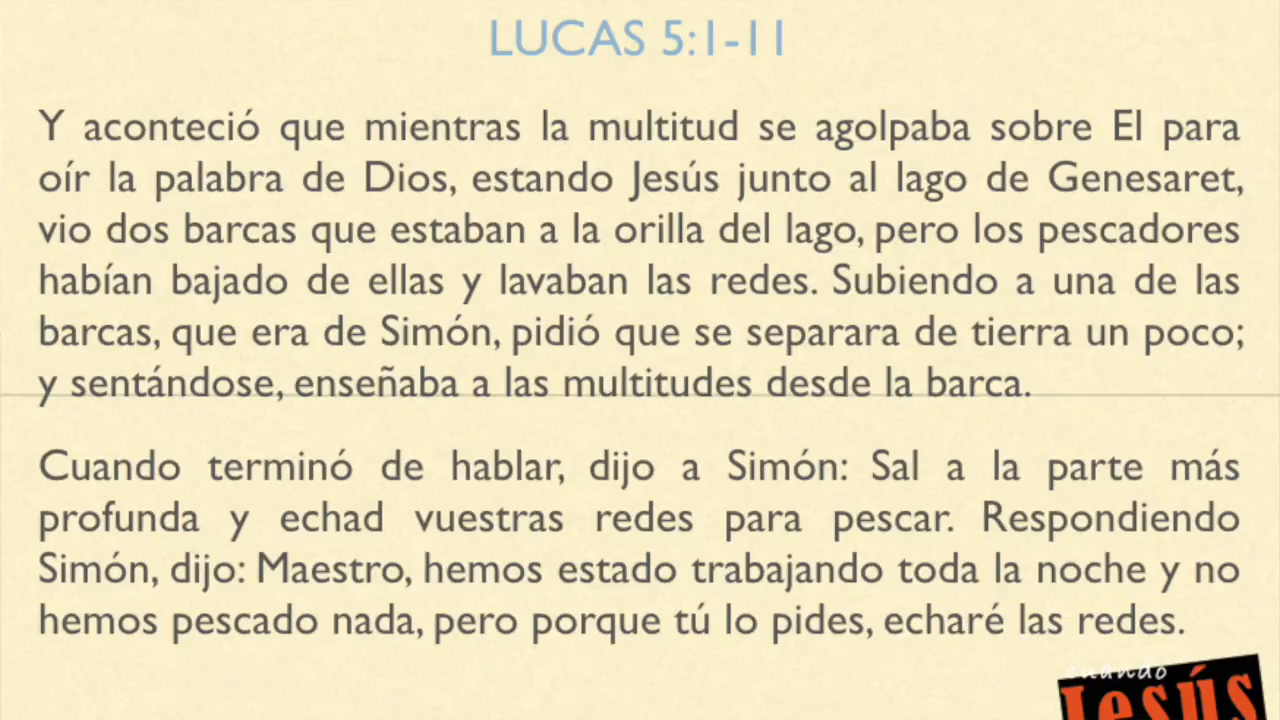 LUCAS 5:1-11
Y aconteció que mientras la multitud se agolpaba sobre El para
oír la palabra de Dios, estando Jesús junto al lago de Genesaret,
vio dos barcas que estaban a la orilla del lago, pero los pescadores
habían bajado de ellas y lavaban las redes. Subiendo a una de las
barcas, que era de Simón, pidió que se separara de tierra un poco;
y sentándose, enseñaba a las multitudes desde la barca.
Cuando terminó de hablar, dijo a Simón: Sal a la parte más
profunda y echad vuestras redes para pescar. Respondiendo
Simón, dijo: Maestro, hemos estado trabajando toda la noche y no
hemos pescado nada, pero porque tú lo pides, echaré las redes.
cuando
Jesús